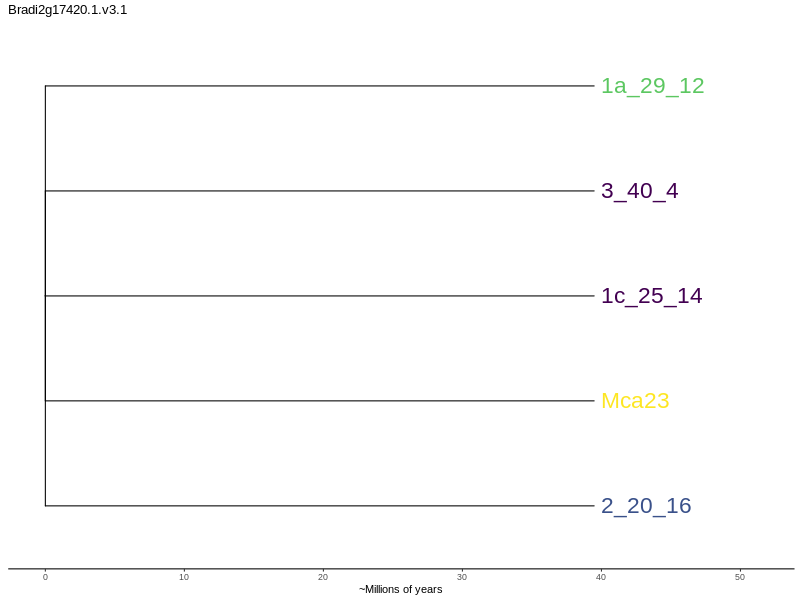 Bradi2g17420.1.v3.1
1a_29_12
3_40_4
1c_25_14
Mca23
2_20_16
0 10 20 30 40 50
~Millions of years